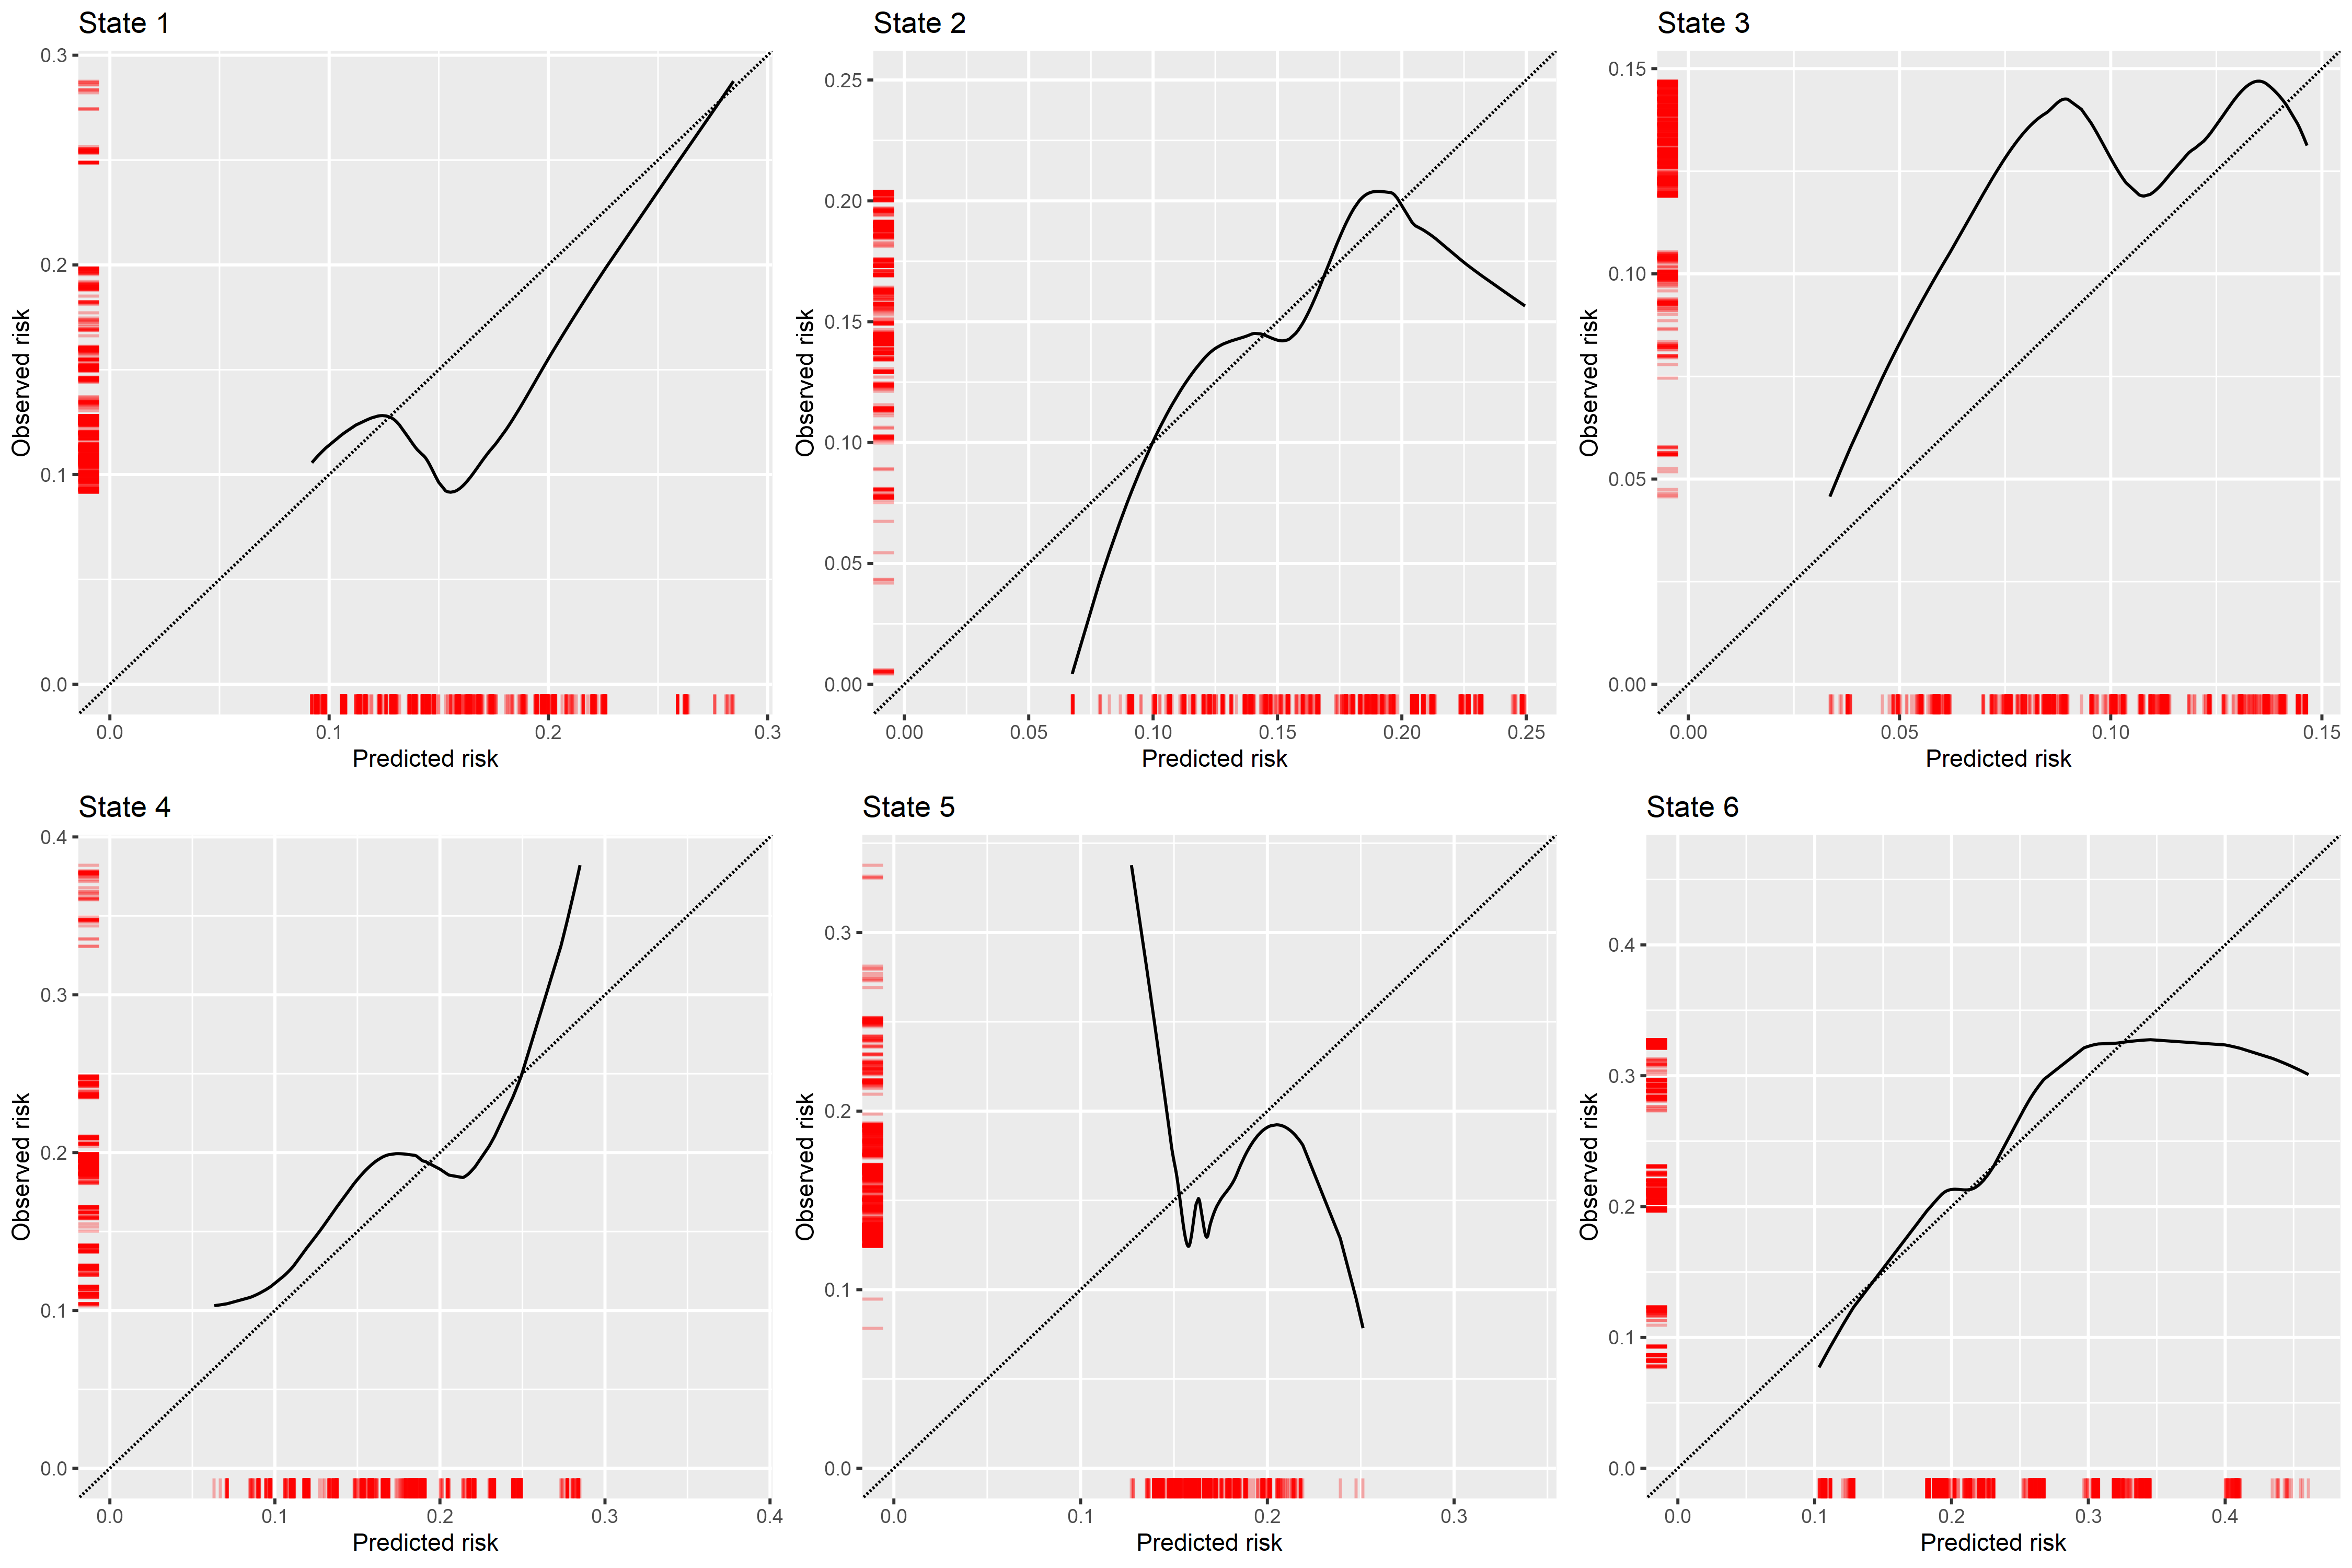 State 1
0.3
0.2
0.1
0.0
Observed risk
0.0 0.1 0.2 0.3
Predicted risk
State 2
0.25
0.20
0.15
0.10
0.05
0.00
Observed risk
0.00 0.05 0.10 0.15 0.20 0.25
Predicted risk
State 3
0.15
0.10
0.05
0.00
Observed risk
0.00 0.05 0.10 0.15
Predicted risk
State 4
0.4
0.3
0.2
0.1
0.0
Observed risk
0.0 0.1 0.2 0.3 0.4
Predicted risk
State 5
0.3
0.2
0.1
0.0
Observed risk
0.0 0.1 0.2 0.3
Predicted risk
State 6
0.4
0.3
0.2
0.1
0.0
Observed risk
0.0 0.1 0.2 0.3 0.4
Predicted risk